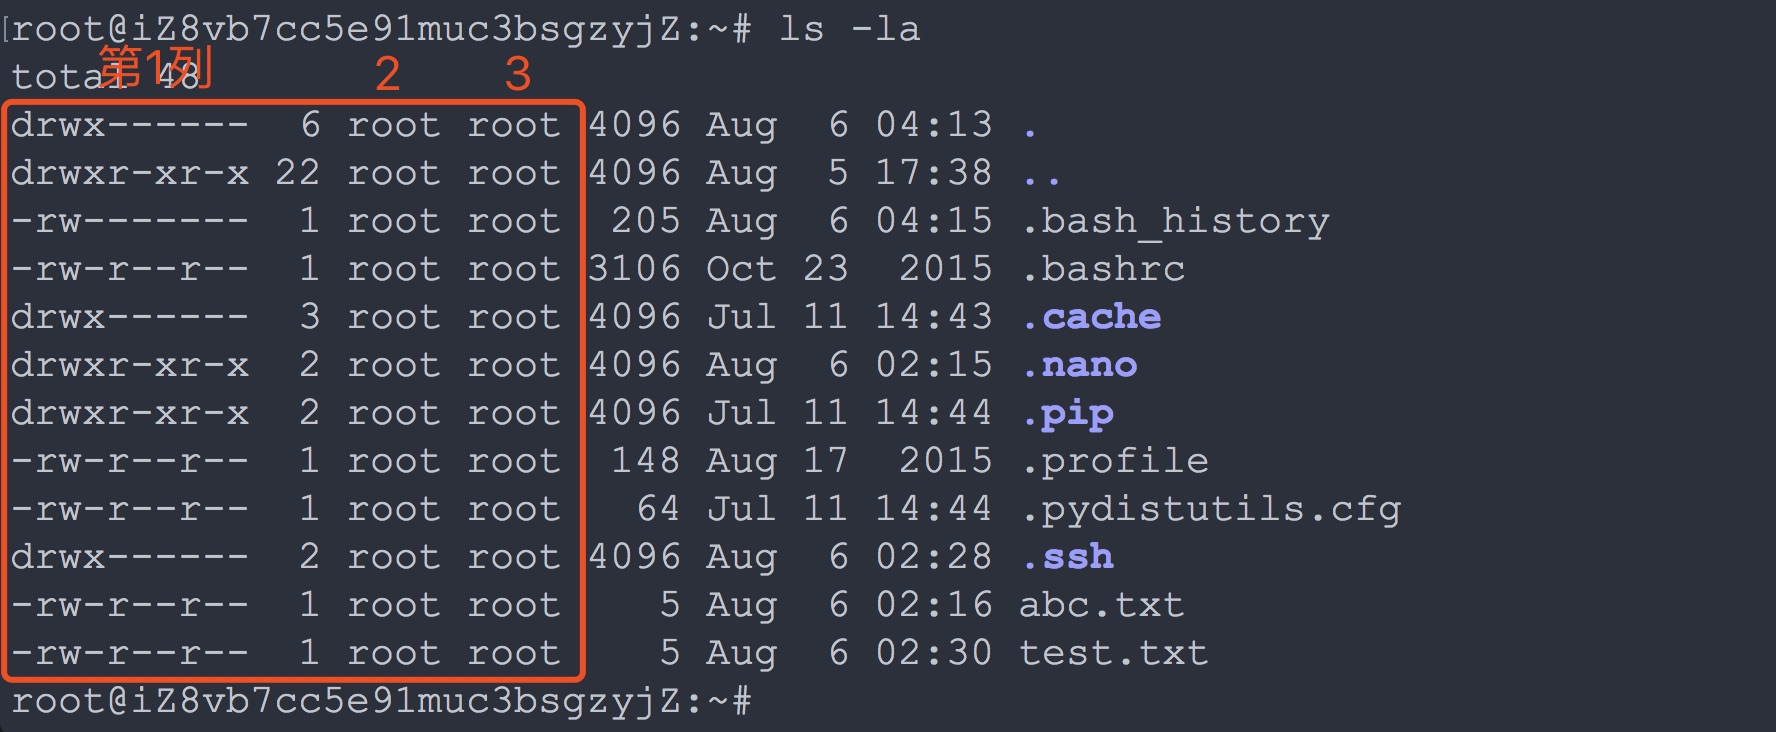 root@iZ8vb7cc5e91muc3bsgzyjZ:~# ls -la
total 48
第1列 2 3
drwx------  6 root root 4096 Aug  6 04:13 .
drwxr-xr-x 22 root root 4096 Aug  5 17:38 ..
-rw-------  1 root root  205 Aug  6 04:15 .bash_history
-rw-r--r--  1 root root 3106 Oct 23  2015 .bashrc
drwx------  3 root root 4096 Jul 11 14:43 .cache
drwxr-xr-x  2 root root 4096 Aug  6 02:15 .nano
drwxr-xr-x  2 root root 4096 Jul 11 14:44 .pip
-rw-r--r--  1 root root  148 Aug 17  2015 .profile
-rw-r--r--  1 root root   64 Jul 11 14:44 .pydistutils.cfg
drwx------  2 root root 4096 Aug  6 02:28 .ssh
-rw-r--r--  1 root root    5 Aug  6 02:16 abc.txt
-rw-r--r--  1 root root    5 Aug  6 02:30 test.txt
root@iZ8vb7cc5e91muc3bsgzyjZ:~#